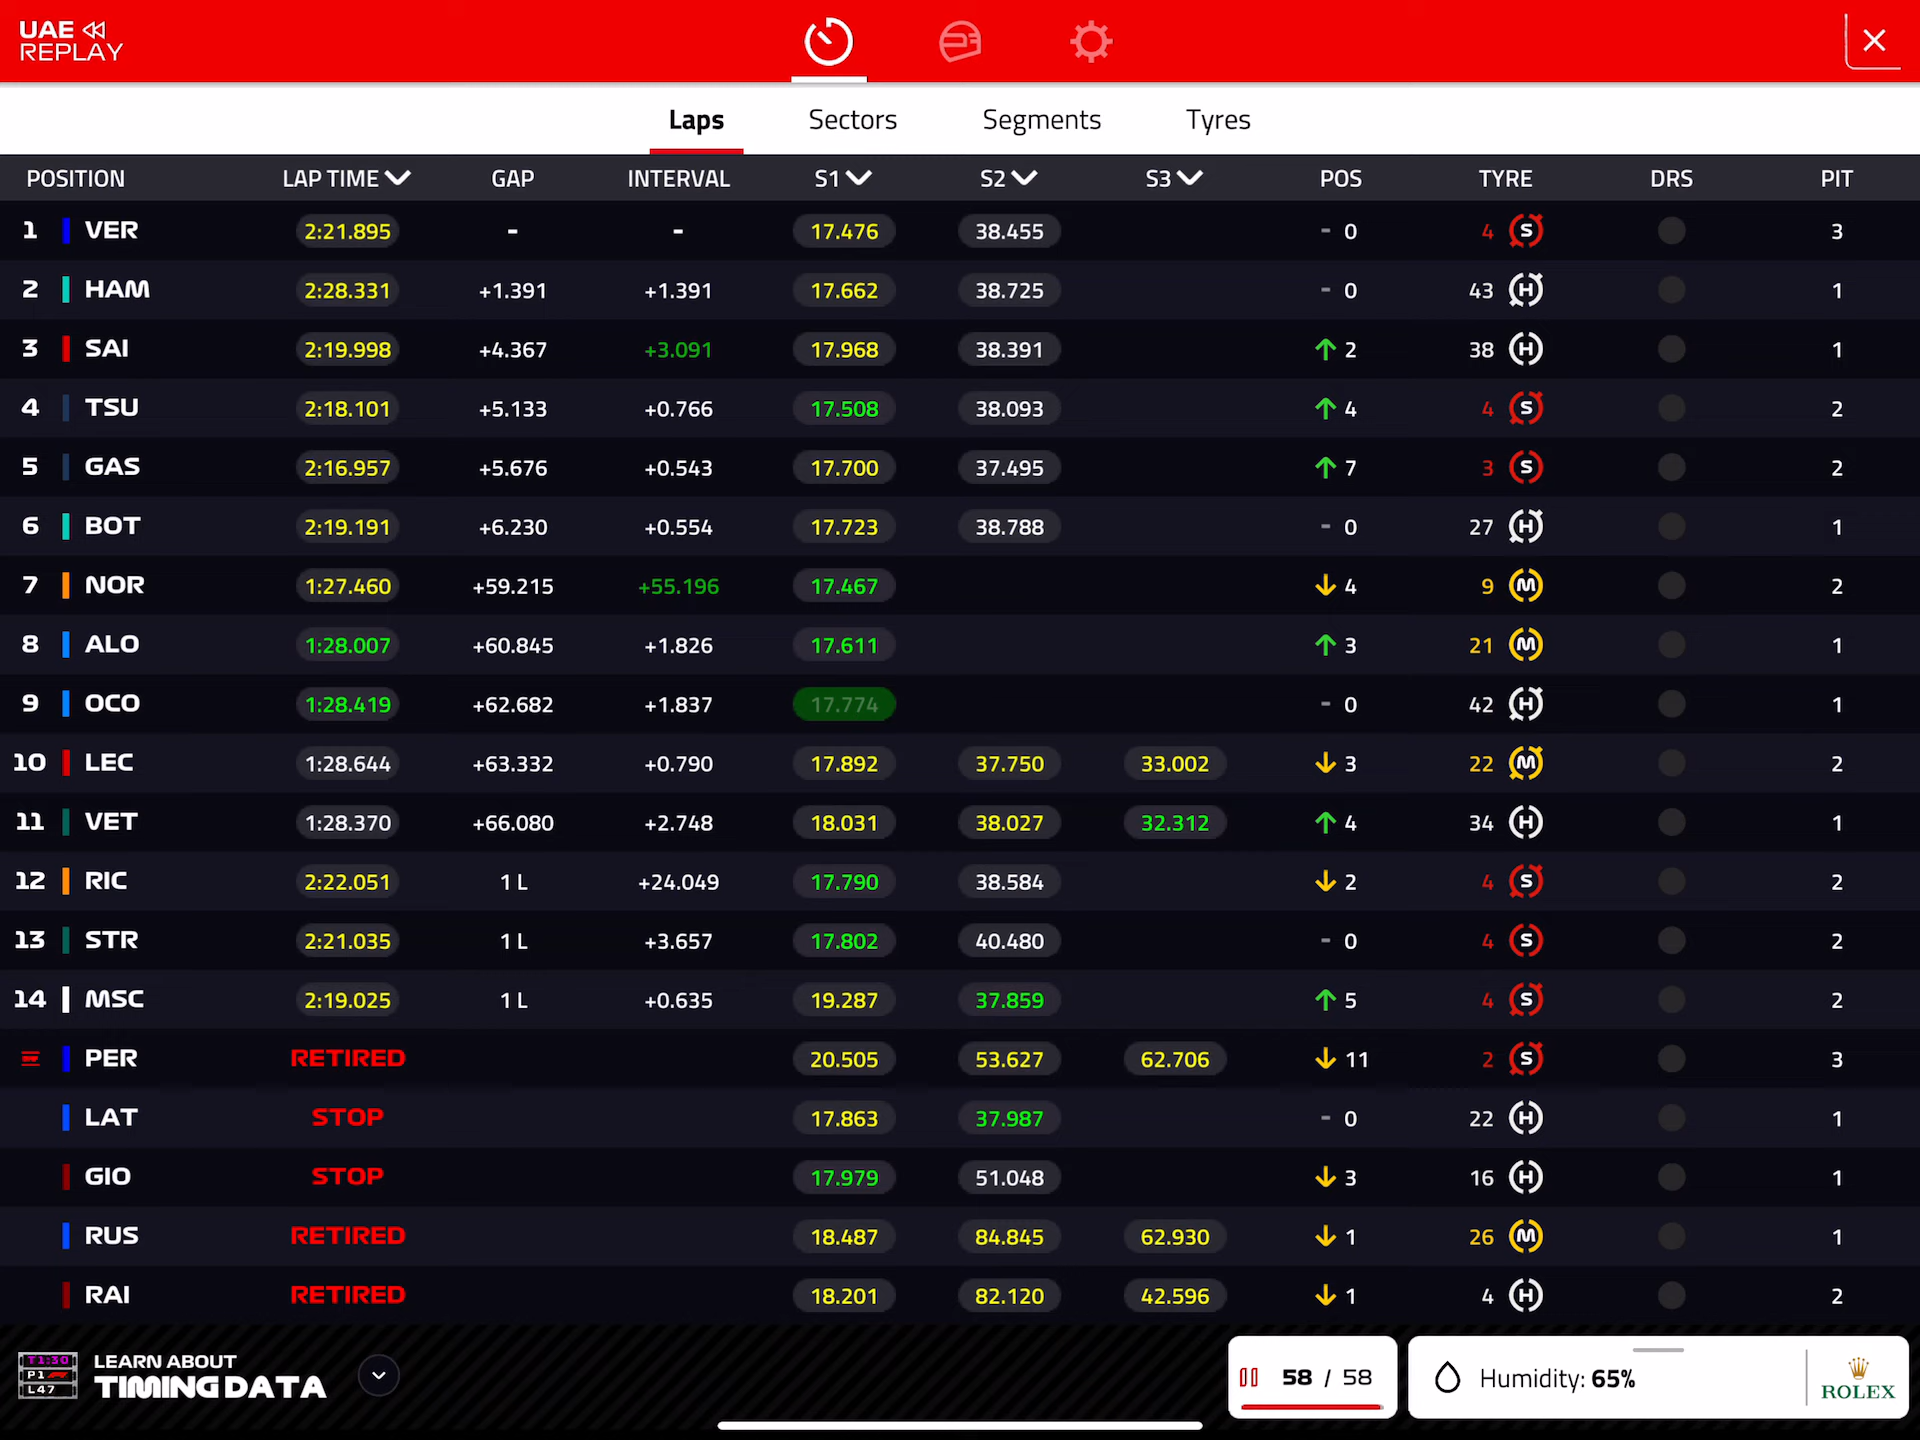 UAE
REPLAY
Laps Sectors Segments Tyres
POSITION LAP TIME GAP INTERVAL S1 S2 S3 POS TYRE DRS PIT
1 VER 2:21.895 - - 17.476 38.455 - 0 4 S 3
2 HAM 2:28.331 +1.391 +1.391 17.662 38.725 - 0 43 H 1
3 SAI 2:19.998 +4.367 +3.091 17.968 38.391 2 38 H 1
4 TSU 2:18.101 +5.133 +0.766 17.508 38.093 4 4 S 2
5 GAS 2:16.957 +5.676 +0.543 17.700 37.495 7 3 S 2
6 BOT 2:19.191 +6.230 +0.554 17.723 38.788 - 0 27 H 1
7 NOR 1:27.460 +59.215 +55.196 17.467 4 9 M 2
8 ALO 1:28.007 +60.845 +1.826 17.611 3 21 M 1
9 OCO 1:28.419 +62.682 +1.837 17.774 - 0 42 H 1
10 LEC 1:28.644 +63.332 +0.790 17.892 37.750 33.002 3 22 M 2
11 VET 1:28.370 +66.080 +2.748 18.031 38.027 32.312 4 34 H 1
12 RIC 2:22.051 1 L +24.049 17.790 38.584 2 4 S 2
13 STR 2:21.035 1 L +3.657 17.802 40.480 - 0 4 S 2
14 MSC 2:19.025 1 L +0.635 19.287 37.859 5 4 S 2
PER RETIRED 20.505 53.627 62.706 11 2 S 3
LAT STOP 17.863 37.987 - 0 22 H 1
GIO STOP 17.979 51.048 3 16 H 1
RUS RETIRED 18.487 84.845 62.930 1 26 M 1
RAI RETIRED 18.201 82.120 42.596 1 4 H 2
T1:30
P1
L47
LEARN ABOUT
TIMING DATA
58 / 58
Humidity: 65%
ROLEX